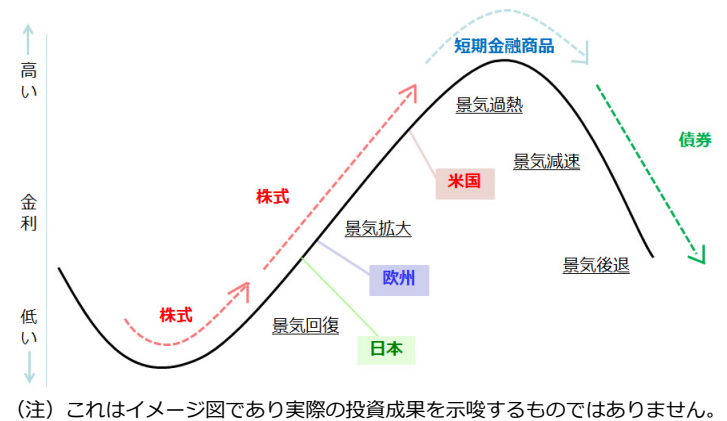 高い
金利
低い
短期金融商品
景気過熱
債券
景気減速
米国
株式
景気拡大
欧州
景気後退
株式
景気回復
日本
（注）これはイメージ図であり実際の投資成果を示唆するものではありません。